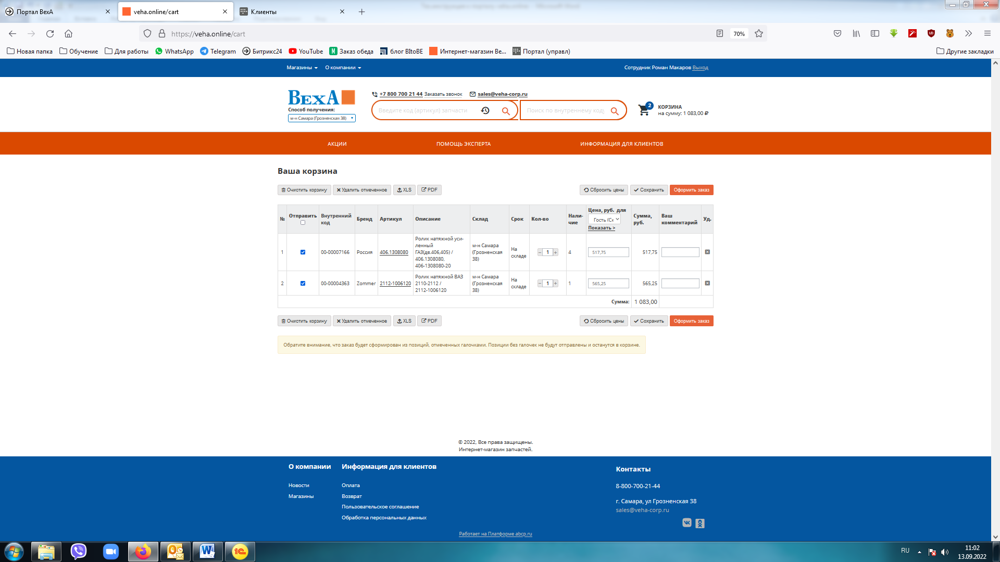 Портал ВехА
veha.online/cart
Клиенты
https://veha.online/cart
70%
Новая папка
Обучение
Для работы
WhatsApp
Telegram
Битрикс24
YouTube
Заказ обеда
блог BItoBE
Интернет-магазин Ве...
Портал (управл)
Другие закладки
Магазины
О компании
Сотрудник Роман Макаров Выход
ВехА
Способ получения:
м-н Самара (Грозненская 38)
+7 800 700 21 44 Заказать звонок
sales@veha-corp.ru
Введите код (артикул) запчасти
Поиск по внутреннему коду
2
КОРЗИНА
на сумму: 1 083,00 ₽
АКЦИИ
ПОМОЩЬ ЭКСПЕРТА
ИНФОРМАЦИЯ ДЛЯ КЛИЕНТОВ
Ваша корзина
Очистить корзину
Удалить отмеченное
XLS
PDF
Сбросить цены
Сохранить
Оформить заказ
№
Отправить
Внутренний
код
Бренд
Артикул
Описание
Склад
Срок
Кол-во
Нали-
чие
Цена, руб. для
Гость (Ск
Показать >
Сумма,
руб.
Ваш
комментарий
Уд.
1
00-00007166
Россия
406.1308080
Ролик натяжной уси-
ленный
ГАЗ(дв.406,405) /
406.1308080,
406-1308080-20
м-н Самара
(Грозненская
38)
На
складе
− 1 +
4
517,75
517,75
2
00-00004363
Zommer
2112-1006120
Ролик натяжной ВАЗ
2110-2112 /
2112-1006120
м-н Самара
(Грозненская
38)
На
складе
− 1 +
1
565,25
565,25
Сумма:
1 083,00
Очистить корзину
Удалить отмеченное
XLS
PDF
Сбросить цены
Сохранить
Оформить заказ
Обратите внимание, что заказ будет сформирован из позиций, отмеченных галочками. Позиции без галочек не будут отправлены и останутся в корзине.
© 2022, Все права защищены.
Интернет-магазин запчастей.
О компании
Новости
Магазины
Информация для клиентов
Оплата
Возврат
Пользовательское соглашение
Обработка персональных данных
Контакты
8-800-700-21-44
г. Самара, ул Грозненская 38
sales@veha-corp.ru
Работает на Платформе abcp.ru
RU
11:02
13.09.2022